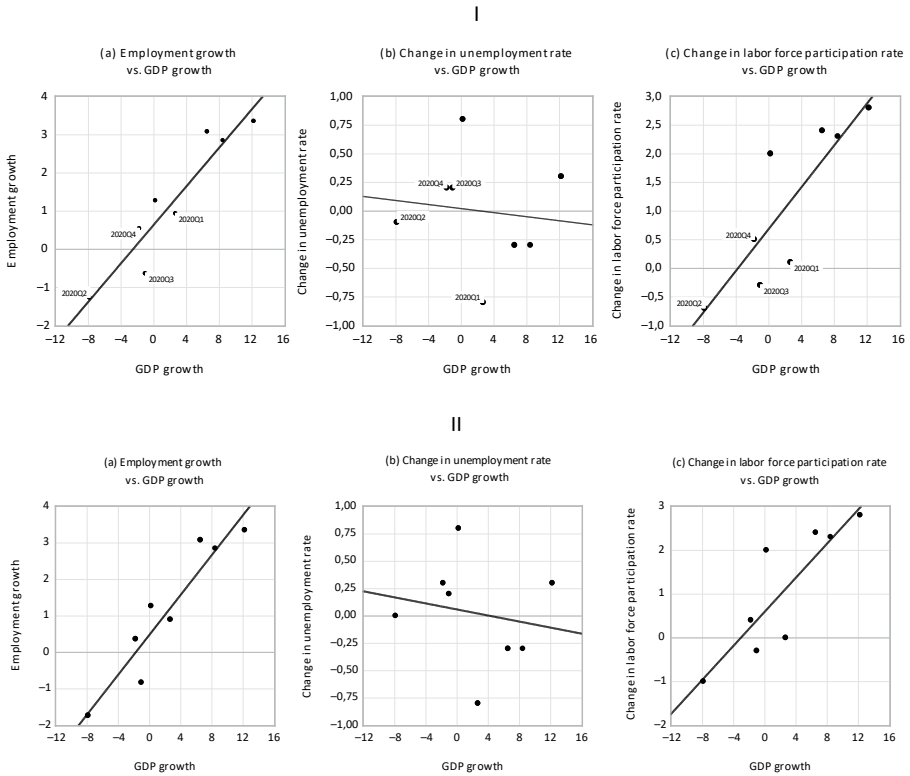 I
(a) Employment growth
vs. GDP growth
(b) Change in unemployment rate
vs. GDP growth
(c) Change in labor force participation rate
vs. GDP growth
Employment growth
4
3
2
1
0
−1
−2
2020Q1
2020Q4
2020Q3
2020Q2
−12 −8 −4 0 4 8 12 16
GDP growth
Change in unemployment rate
1,00
0,75
0,50
0,25
0,00
−0,25
−0,50
−0,75
−1,00
2020Q4 2020Q3
2020Q2
2020Q1
−12 −8 −4 0 4 8 12 16
GDP growth
Change in labor force participation rate
3,0
2,5
2,0
1,5
1,0
0,5
0,0
−0,5
−1,0
2020Q4
2020Q1
2020Q3
2020Q2
−12 −8 −4 0 4 8 12 16
GDP growth
II
(a) Employment growth
vs. GDP growth
(b) Change in unemployment rate
vs. GDP growth
(c) Change in labor force participation rate
vs. GDP growth
Employment growth
4
3
2
1
0
−1
−2
−12 −8 −4 0 4 8 12 16
GDP growth
Change in unemployment rate
1,00
0,75
0,50
0,25
0,00
−0,25
−0,50
−0,75
−1,00
−12 −8 −4 0 4 8 12 16
GDP growth
Change in labor force participation rate
3
2
1
0
−1
−2
−12 −8 −4 0 4 8 12 16
GDP growth